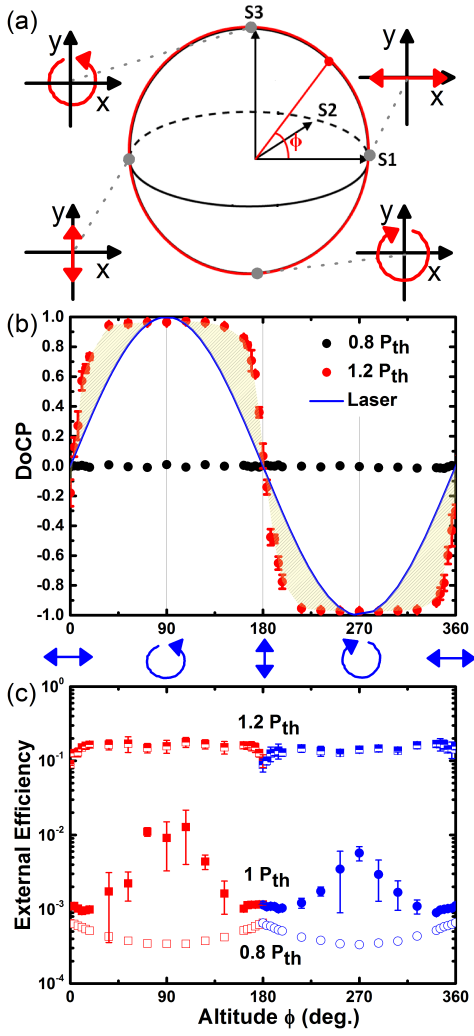 (a)
S3
y
x
y
x
S2
ϕ
S1
y
x
y
x
(b)
1.0
0.8
0.6
0.4
0.2
0.0
-0.2
-0.4
-0.6
-0.8
-1.0
DoCP
0.8 Pth
1.2 Pth
Laser
0 90 180 270 360
(c)
10^0
10^-1
10^-2
10^-3
10^-4
External Efficiency
1.2 Pth
1 Pth
0.8 Pth
0 90 180 270 360
Altitude ϕ (deg.)